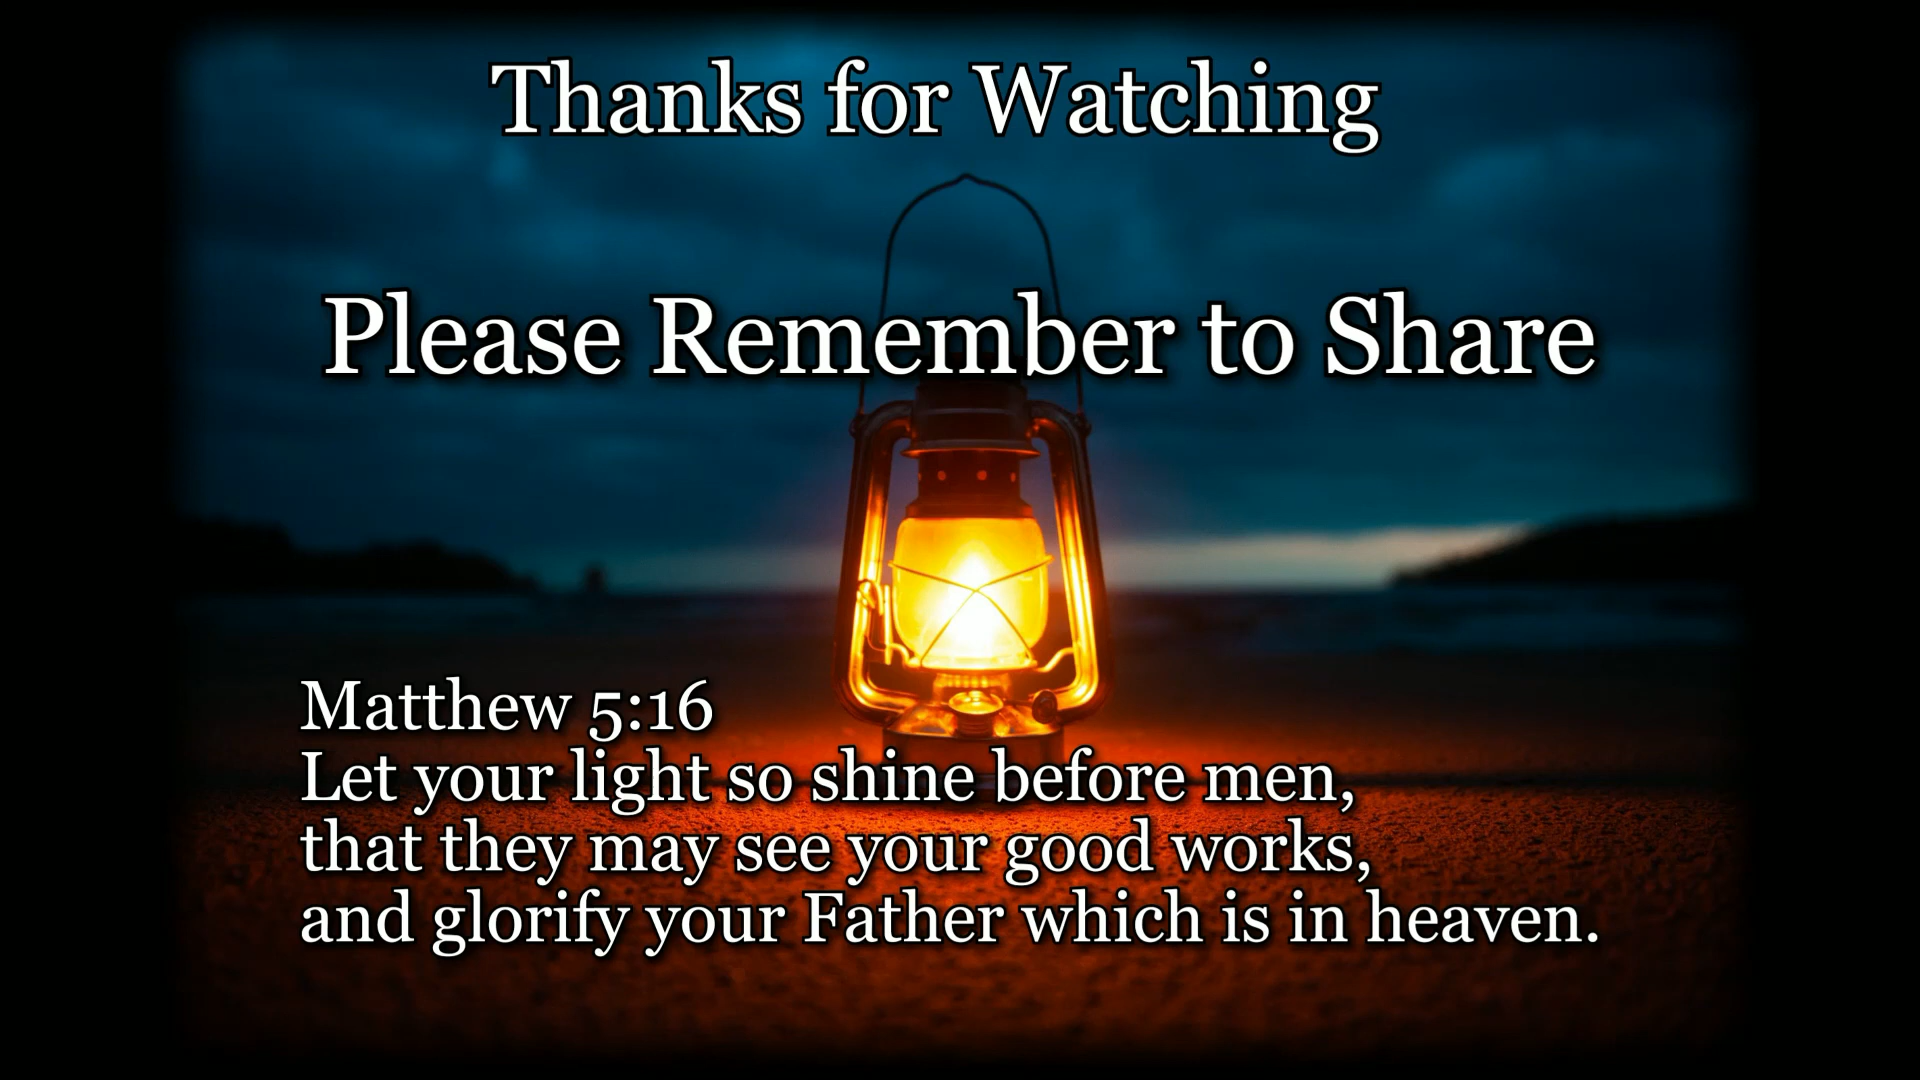 Thanks for Watching
Please Remember to Share
Matthew 5:16
Let your light so shine before men,
that they may see your good works,
and glorify your Father which is in heaven.